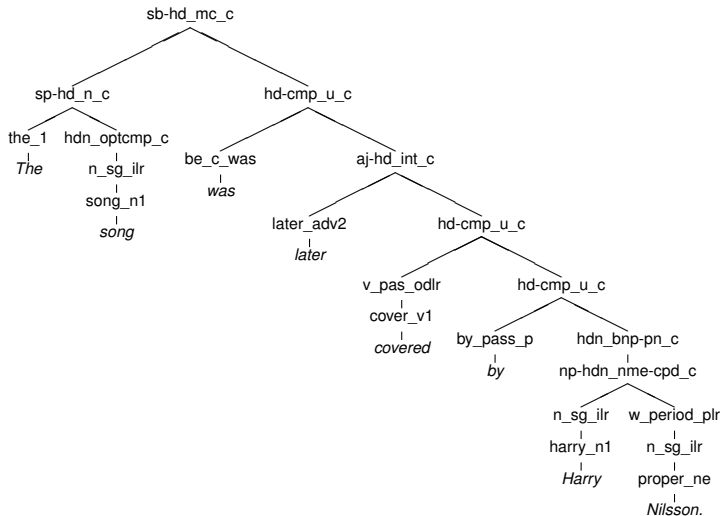 sb-hd_mc_c
sp-hd_n_c hd-cmp_u_c
the_1 hdn_optcmp_c be_c_was aj-hd_int_c
The n_sg_ilr was
song_n1 later_adv2 hd-cmp_u_c
song later
v_pas_odlr hd-cmp_u_c
cover_v1 by_pass_p hdn_bnp-pn_c
covered by np-hdn_nme-cpd_c
n_sg_ilr w_period_plr
harry_n1 n_sg_ilr
Harry proper_ne
Nilsson.